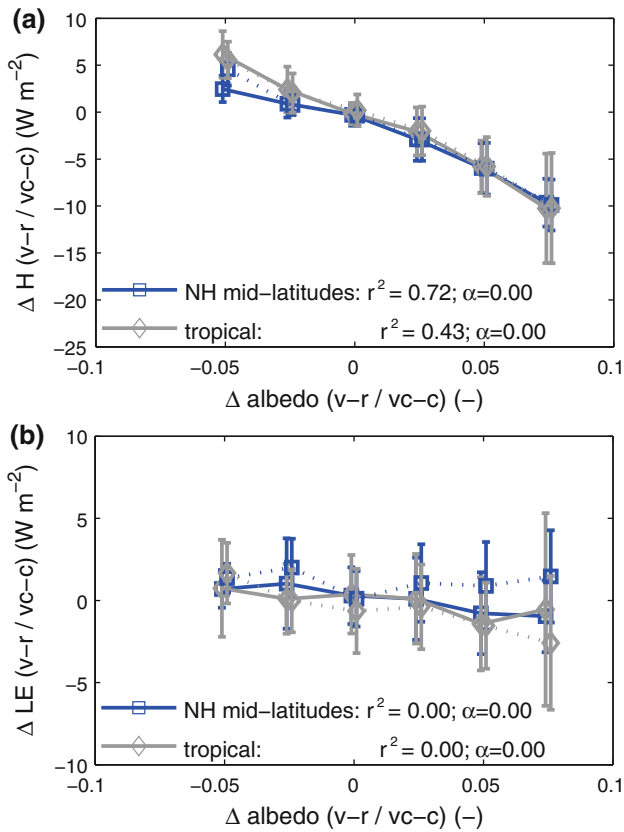 (a)
10
5
0
−5
−10
−15
−20
−25
Δ H (v−r / vc−c) (W m−2)
NH mid−latitudes: r2 = 0.72; α=0.00
tropical: r2 = 0.43; α=0.00
−0.1 −0.05 0 0.05 0.1
Δ albedo (v−r / vc−c) (−)
(b)
10
5
0
−5
−10
Δ LE (v−r / vc−c) (W m−2)
NH mid−latitudes: r2 = 0.00; α=0.00
tropical: r2 = 0.00; α=0.00
−0.1 −0.05 0 0.05 0.1
Δ albedo (v−r / vc−c) (−)